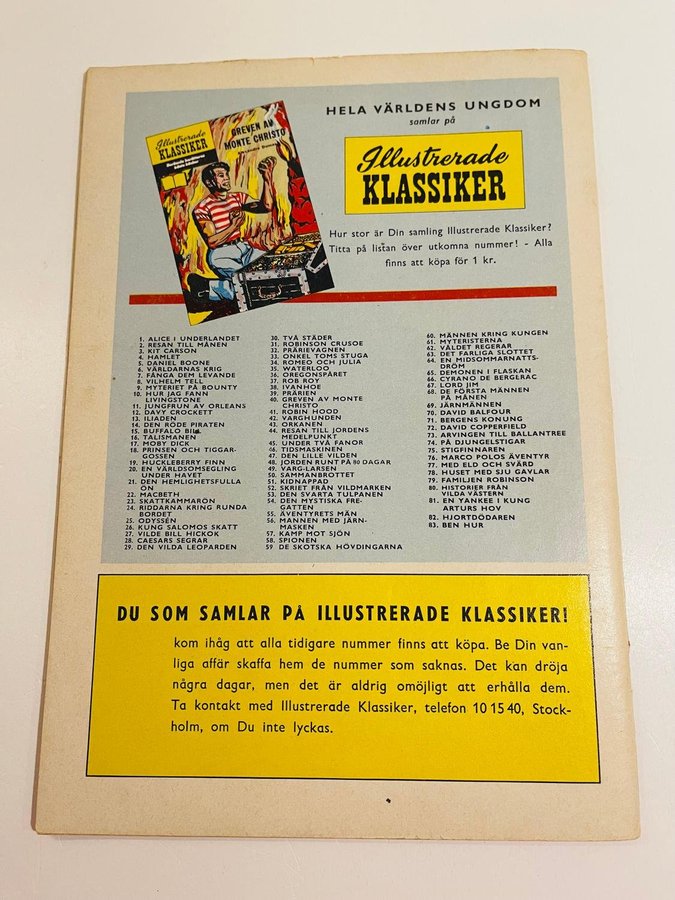 Illustrerade
KLASSIKER
GREVEN AV
MONTE CHRISTO
Alexandre Dumas
HELA VÄRLDENS UNGDOM
samlar på
Illustrerade
KLASSIKER
Hur stor är Din samling Illustrerade Klassiker?
Titta på listan över utkomna nummer! - Alla
finns att köpa för 1 kr.
1. ALICE I UNDERLANDET
2. RESAN TILL MÅNEN
3. KIT CARSON
4. HAMLET
5. DANIEL BOONE
6. VÄRLDARNAS KRIG
7. FÅNGA DEM LEVANDE
8. VILHELM TELL
9. MYTERIET PÅ BOUNTY
10. HUR JAG FANN
LIVINGSTONE
11. JUNGFRUN AV ORLEANS
12. DAVY CROCKETT
13. ILIADEN
14. DEN RÖDE PIRATEN
15. BUFFALO BILL
16. TALISMANEN
17. MOBY DICK
18. PRINSEN OCH TIGGAR-
GOSSEN
19. HUCKLEBERRY FINN
20. EN VÄRLDSOMSEGLING
UNDER HAVET
21. DEN HEMLIGHETSFULLA
ÖN
22. MACBETH
23. SKATTKAMMARÖN
24. RIDDARNA KRING RUNDA
BORDET
25. ODYSSÉN
26. KUNG SALOMOS SKATT
27. VILDE BILL HICKOK
28. CAESARS SEGRAR
29. DEN VILDA LEOPARDEN
30. TVÅ STÄDER
31. ROBINSON CRUSOE
32. PRÄRIEVAGNEN
33. ONKEL TOMS STUGA
34. ROMEO OCH JULIA
35. WATERLOO
36. OREGONSPÅRET
37. ROB ROY
38. IVANHOE
39. PRÄRIEN
40. GREVEN AV MONTE
CHRISTO
41. ROBIN HOOD
42. VARGHUNDEN
43. ORKANEN
44. RESAN TILL JORDENS
MEDELPUNKT
45. UNDER TVÅ FANOR
46. TIDSMASKINEN
47. DEN LILLE VILDEN
48. JORDEN RUNT PÅ 80 DAGAR
49. VARG-LARSEN
50. SAMMANBROTTET
51. KIDNAPPAD
52. SKRIET FRÅN VILDMARKEN
53. DEN SVARTA TULPANEN
54. DEN MYSTISKA FRE-
GATTEN
55. ÄVENTYRETS MÄN
56. MANNEN MED JÄRN-
MASKEN
57. KAMP MOT SJÖN
58. SPIONEN
59. DE SKOTSKA HÖVDINGARNA
60. MÄNNEN KRING KUNGEN
61. MYTERISTERNA
62. VÅLDET REGERAR
63. DET FARLIGA SLOTTET
64. EN MIDSOMMARNATTS-
DRÖM
65. DEMONEN I FLASKAN
66. CYRANO DE BERGERAC
67. LORD JIM
68. DE FÖRSTA MÄNNEN
PÅ MÅNEN
69. JÄRNMANNEN
70. DAVID BALFOUR
71. BERGENS KONUNG
72. DAVID COPPERFIELD
73. ARVINGEN TILL BALLANTREE
74. PÅ DJUNGELSTIGAR
75. STIGFINNAREN
76. MARCO POLOS ÄVENTYR
77. MED ELD OCH SVÄRD
78. HUSET MED SJU GAVLAR
79. FAMILJEN ROBINSON
80. HISTORIER FRÅN
VILDA VÄSTERN
81. EN YANKEE I KUNG
ARTURS HOV
82. HJORTDÖDAREN
83. BEN HUR
DU SOM SAMLAR PÅ ILLUSTRERADE KLASSIKER!
kom ihåg att alla tidigare nummer finns att köpa. Be Din van-
liga affär skaffa hem de nummer som saknas. Det kan dröja
några dagar, men det är aldrig omöjligt att erhålla dem.
Ta kontakt med Illustrerade Klassiker, telefon 10 15 40, Stock-
holm, om Du inte lyckas.